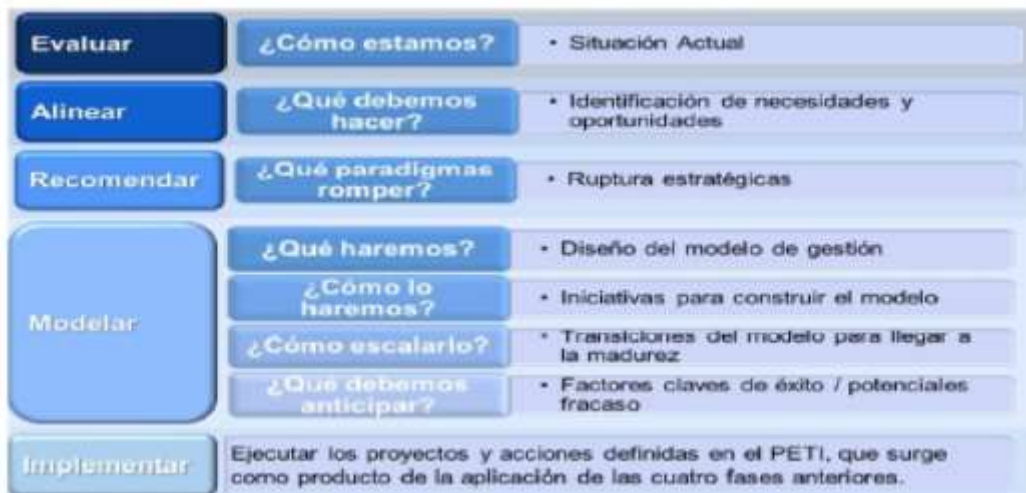 Evaluar
¿Cómo estamos?
• Situación Actual
Alinear
¿Qué debemos
hacer?
• Identificación de necesidades y
oportunidades
Recomendar
¿Qué paradigmas
romper?
• Ruptura estratégicas
Modelar
¿Qué haremos?
• Diseño del modelo de gestión
¿Cómo lo
haremos?
• Iniciativas para construir el modelo
¿Cómo escalarlo?
• Transiciones del modelo para llegar a
la madurez
¿Qué debemos
anticipar?
• Factores claves de éxito / potenciales
fracaso
Implementar
Ejecutar los proyectos y acciones definidas en el PETI, que surge
como producto de la aplicación de las cuatro fases anteriores.